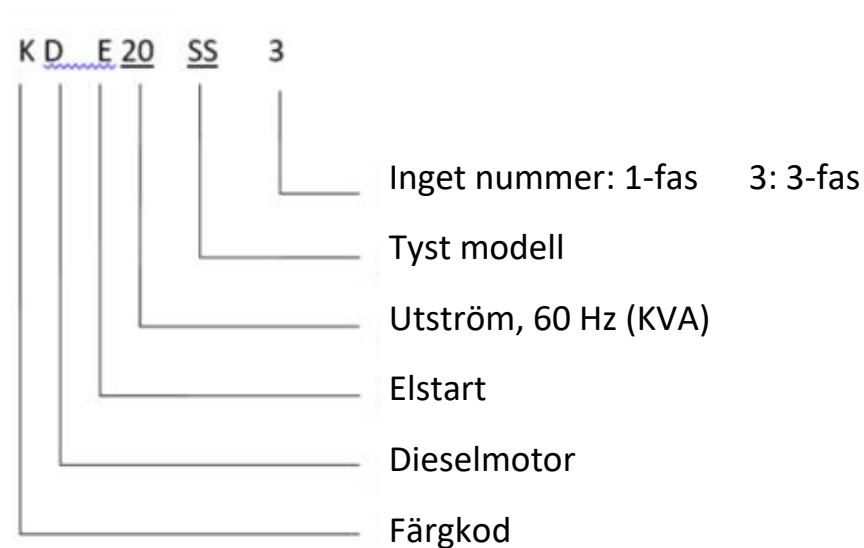 K D E 20 SS 3
Inget nummer: 1-fas 3: 3-fas
Tyst modell
Utström, 60 Hz (KVA)
Elstart
Dieselmotor
Färgkod